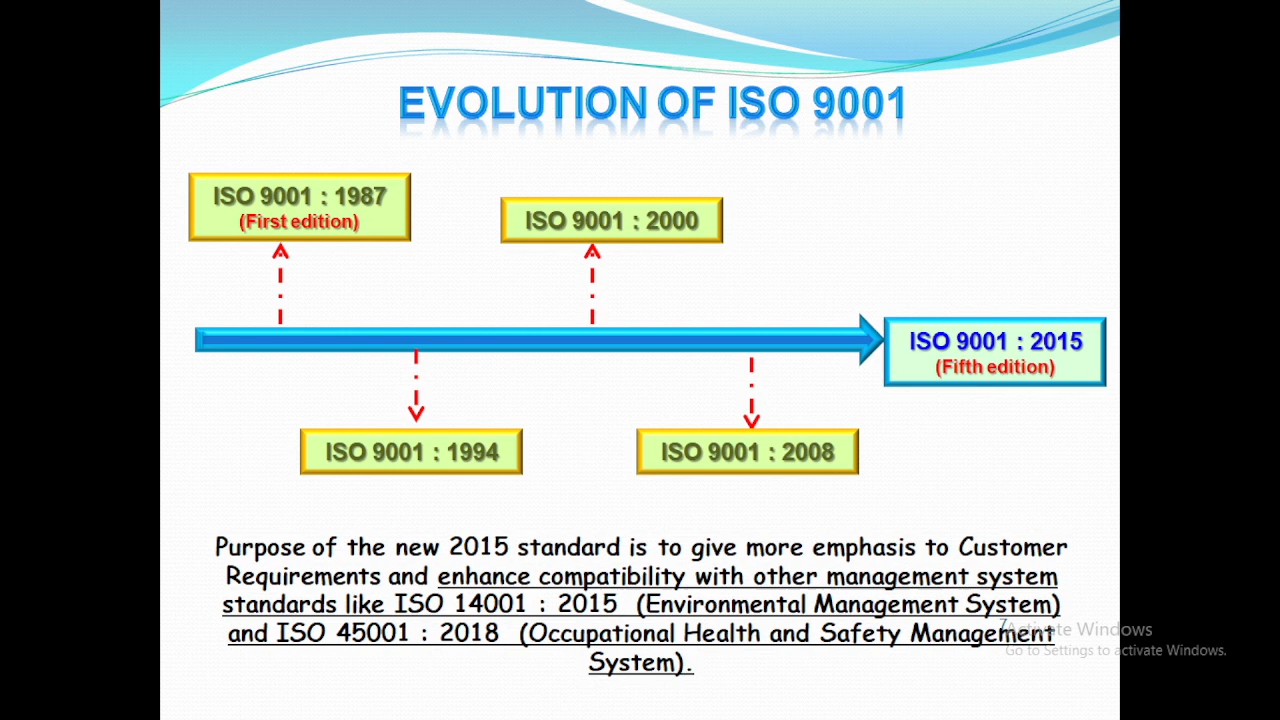 EVOLUTION OF ISO 9001
ISO 9001 : 1987
(First edition)
ISO 9001 : 2000
ISO 9001 : 2015
(Fifth edition)
ISO 9001 : 1994
ISO 9001 : 2008
Purpose of the new 2015 standard is to give more emphasis to Customer
Requirements and enhance compatibility with other management system
standards like ISO 14001 : 2015 (Environmental Management System)
and ISO 45001 : 2018 (Occupational Health and Safety Management
System).
7
Activate Windows
Go to Settings to activate Windows.